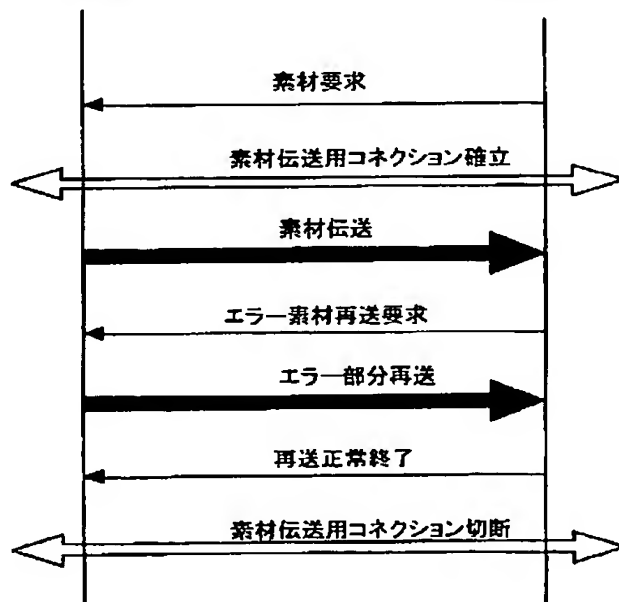 素材要求
素材伝送用コネクション確立
素材伝送
エラー素材再送要求
エラー部分再送
再送正常終了
素材伝送用コネクション切断